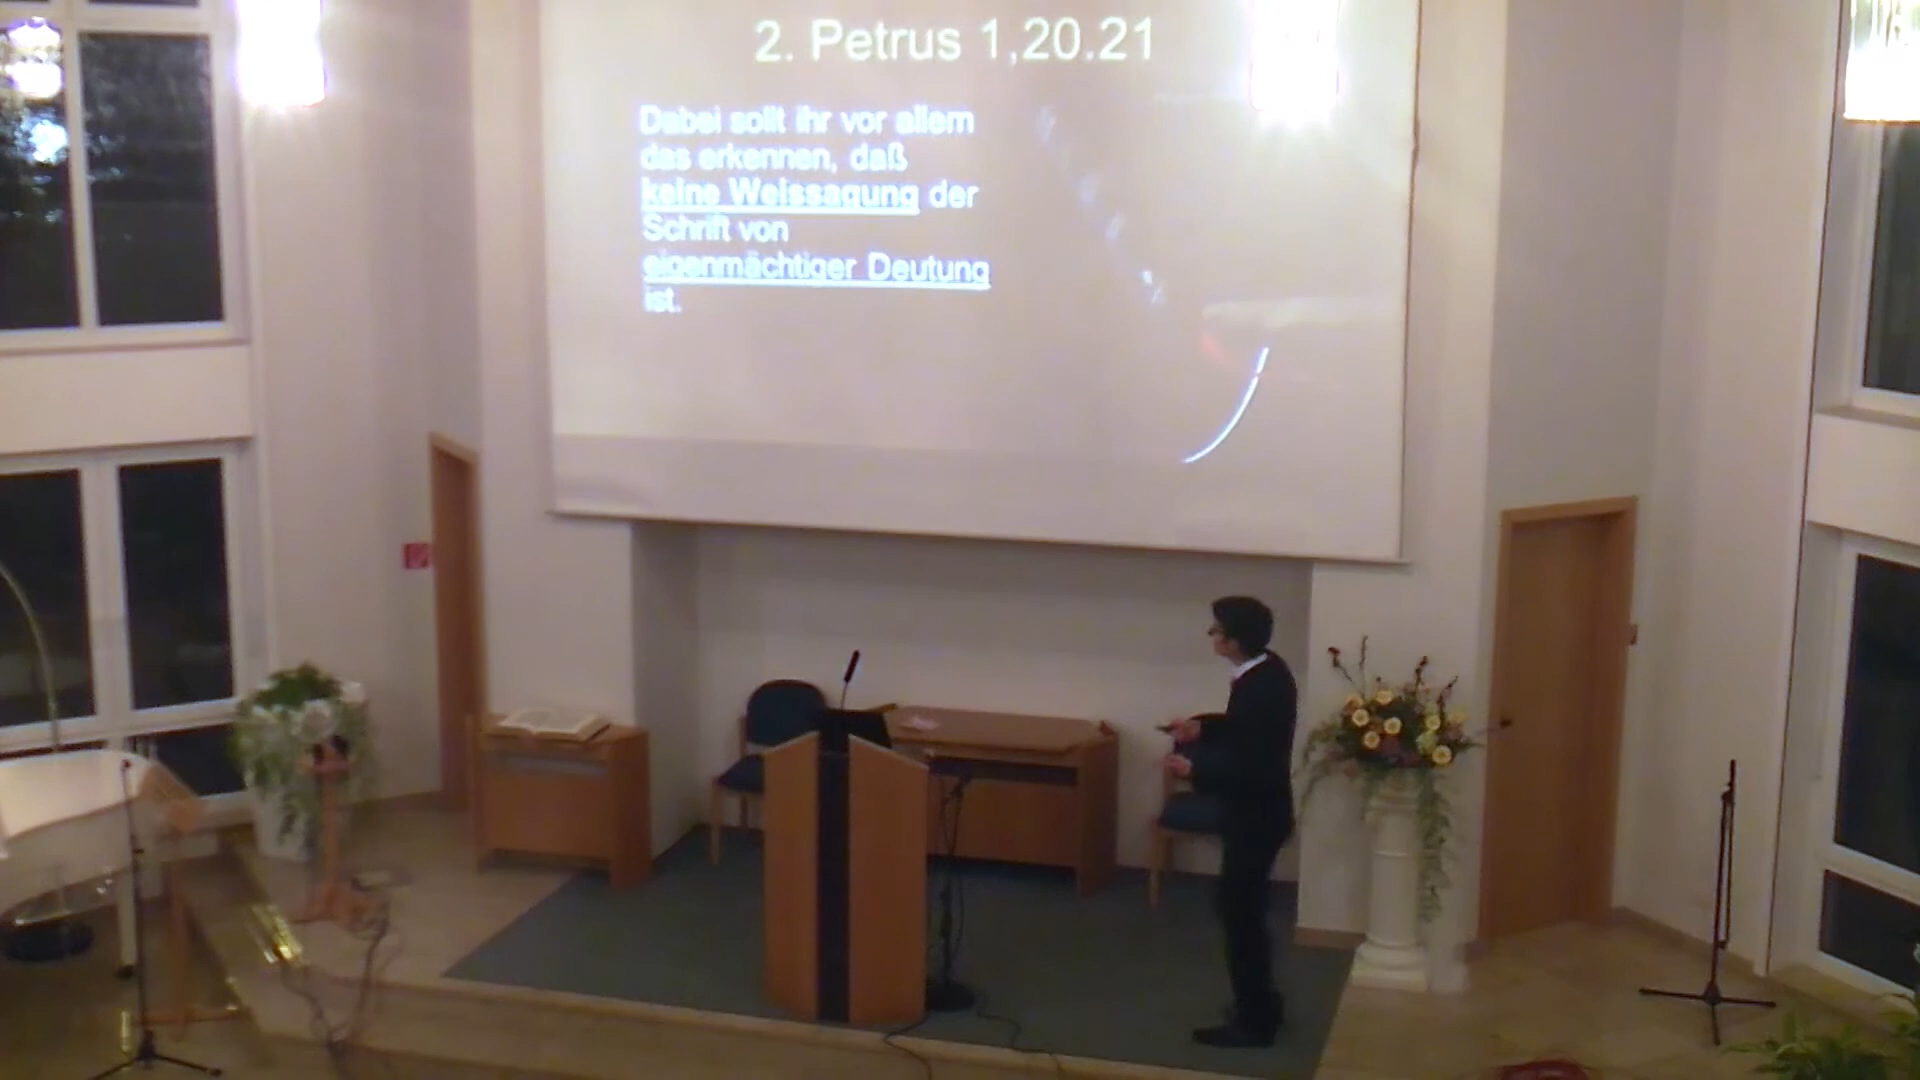 2. Petrus 1,20.21
Dabei sollt ihr vor allem
das erkennen, daß
keine Weissagung der
Schrift von
eigenmächtiger Deutung
ist.